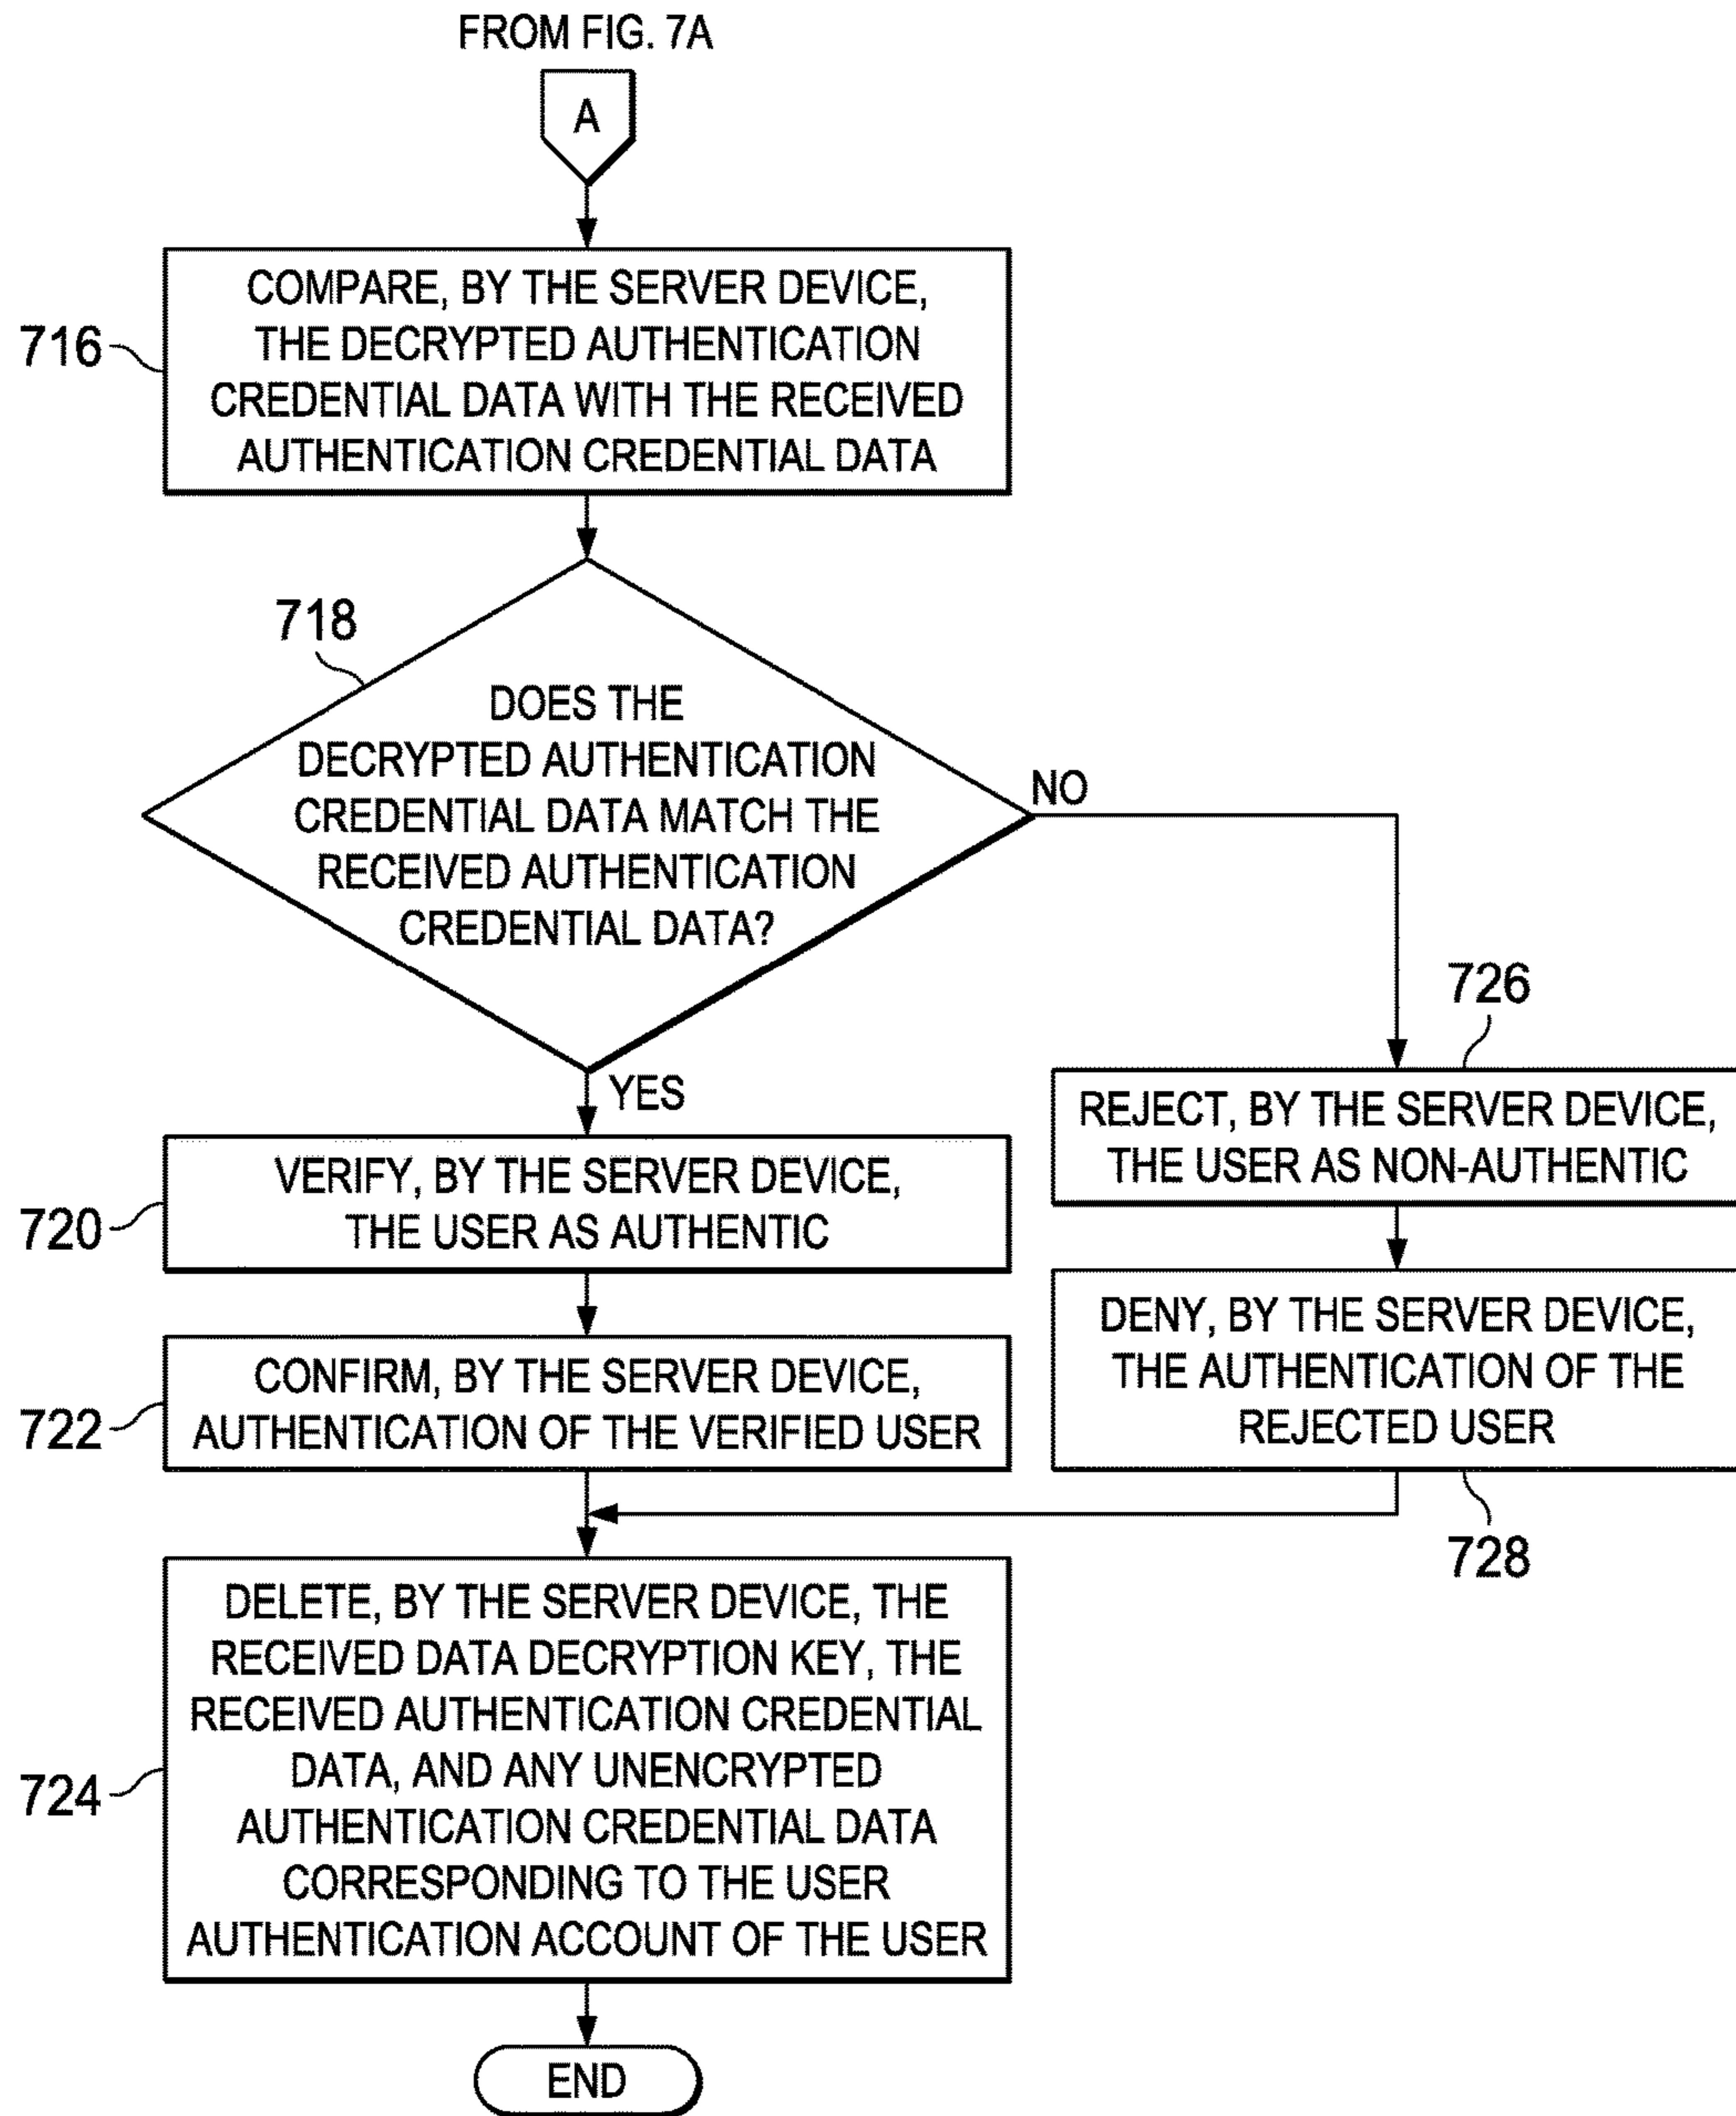 FROM FIG. 7A
A
716
COMPARE, BY THE SERVER DEVICE,
THE DECRYPTED AUTHENTICATION
CREDENTIAL DATA WITH THE RECEIVED
AUTHENTICATION CREDENTIAL DATA
718
DOES THE
DECRYPTED AUTHENTICATION
CREDENTIAL DATA MATCH THE
RECEIVED AUTHENTICATION
CREDENTIAL DATA?
NO
YES
720
VERIFY, BY THE SERVER DEVICE,
THE USER AS AUTHENTIC
722
CONFIRM, BY THE SERVER DEVICE,
AUTHENTICATION OF THE VERIFIED USER
726
REJECT, BY THE SERVER DEVICE,
THE USER AS NON-AUTHENTIC
DENY, BY THE SERVER DEVICE,
THE AUTHENTICATION OF THE
REJECTED USER
728
724
DELETE, BY THE SERVER DEVICE, THE
RECEIVED DATA DECRYPTION KEY, THE
RECEIVED AUTHENTICATION CREDENTIAL
DATA, AND ANY UNENCRYPTED
AUTHENTICATION CREDENTIAL DATA
CORRESPONDING TO THE USER
AUTHENTICATION ACCOUNT OF THE USER
END